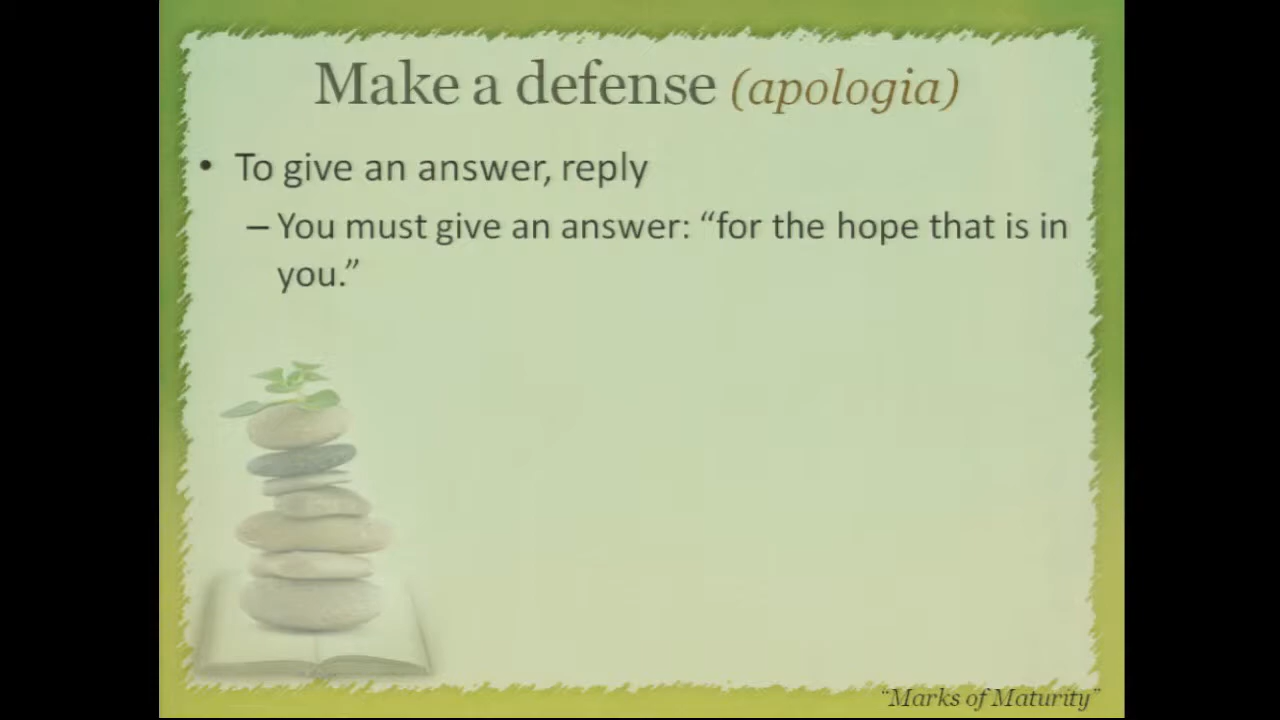 Make a defense (apologia)
• To give an answer, reply
– You must give an answer: “for the hope that is in
you.”
“Marks of Maturity”